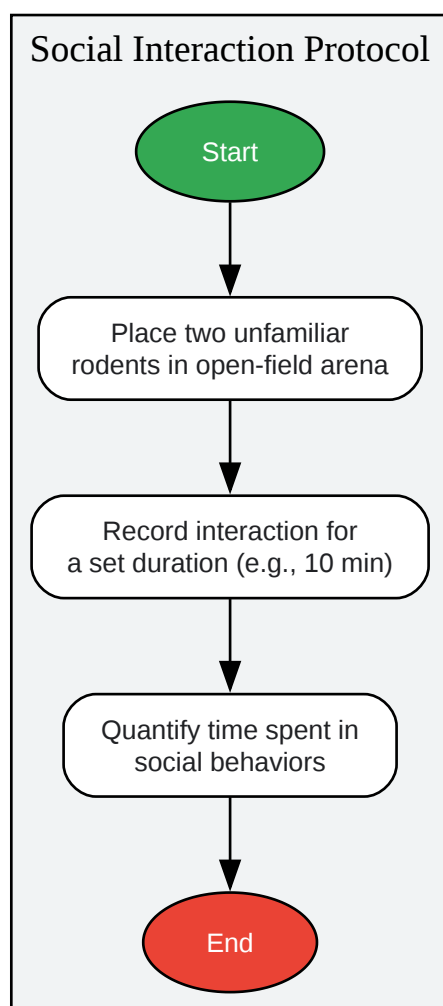 Social Interaction Protocol
Start
Place two unfamiliar
rodents in open-field arena
Record interaction for
a set duration (e.g., 10 min)
Quantify time spent in
social behaviors
End